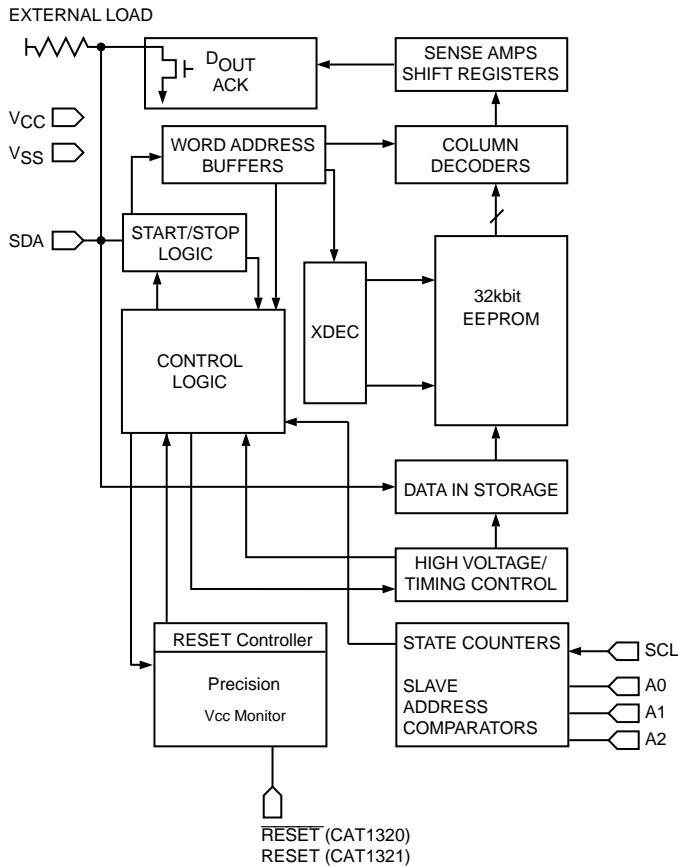 EXTERNAL LOAD
DOUT
ACK
SENSE AMPS
SHIFT REGISTERS
VCC
VSS
WORD ADDRESS
BUFFERS
COLUMN
DECODERS
SDA
START/STOP
LOGIC
XDEC
32kbit
EEPROM
CONTROL
LOGIC
DATA IN STORAGE
HIGH VOLTAGE/
TIMING CONTROL
RESET Controller
Precision
Vcc Monitor
STATE COUNTERS
SLAVE
ADDRESS
COMPARATORS
SCL
A0
A1
A2
RESET (CAT1320)
RESET (CAT1321)